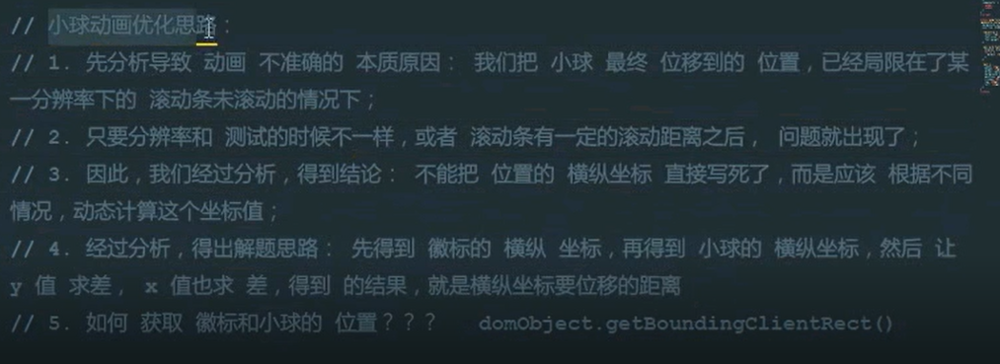 // 小球动画优化思路：
// 1. 先分析导致 动画 不准确的 本质原因： 我们把 小球 最终 位移到的 位置，已经局限在了某
一分辨率下的 滚动条未滚动的情况下；
// 2. 只要分辨率和 测试的时候不一样，或者 滚动条有一定的滚动距离之后， 问题就出现了；
// 3. 因此，我们经过分析，得到结论： 不能把 位置的 横纵坐标 直接写死了，而是应该 根据不同
情况，动态计算这个坐标值；
// 4. 经过分析，得出解题思路： 先得到 徽标的 横纵 坐标，再得到 小球的 横纵坐标，然后 让
y 值 求差， x 值也求 差，得到 的结果，就是横纵坐标要位移的距离
// 5. 如何 获取 徽标和小球的 位置？？？ domObject.getBoundingClientRect()